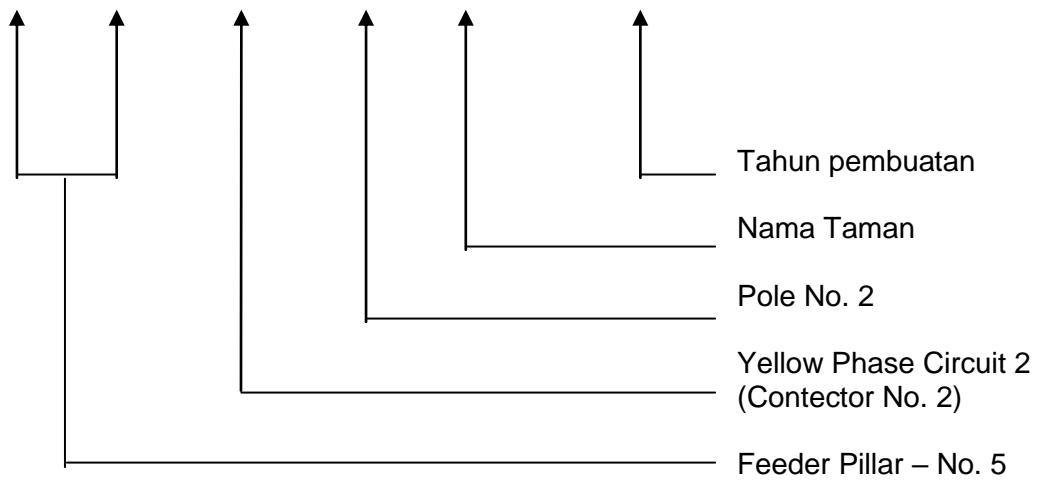 Tahun pembuatan
Nama Taman
Pole No. 2
Yellow Phase Circuit 2
(Contector No. 2)
Feeder Pillar – No. 5